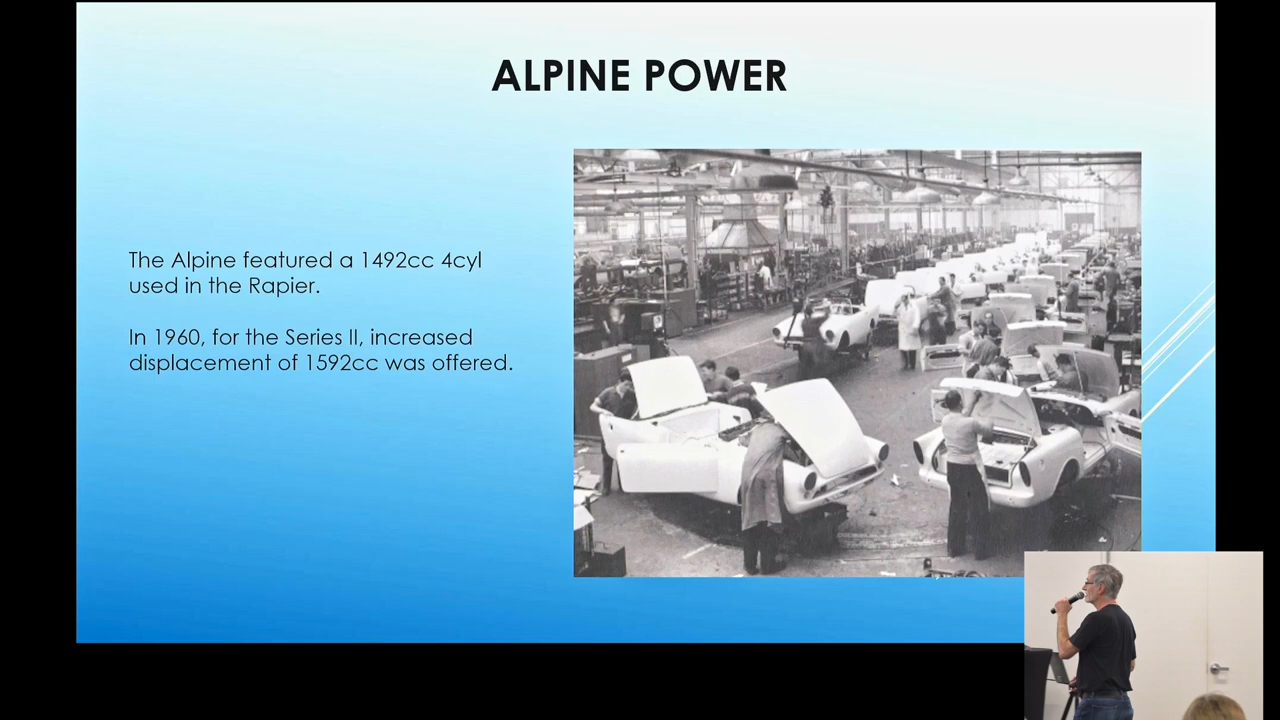 ALPINE POWER
The Alpine featured a 1492cc 4cyl
used in the Rapier.
In 1960, for the Series II, increased
displacement of 1592cc was offered.